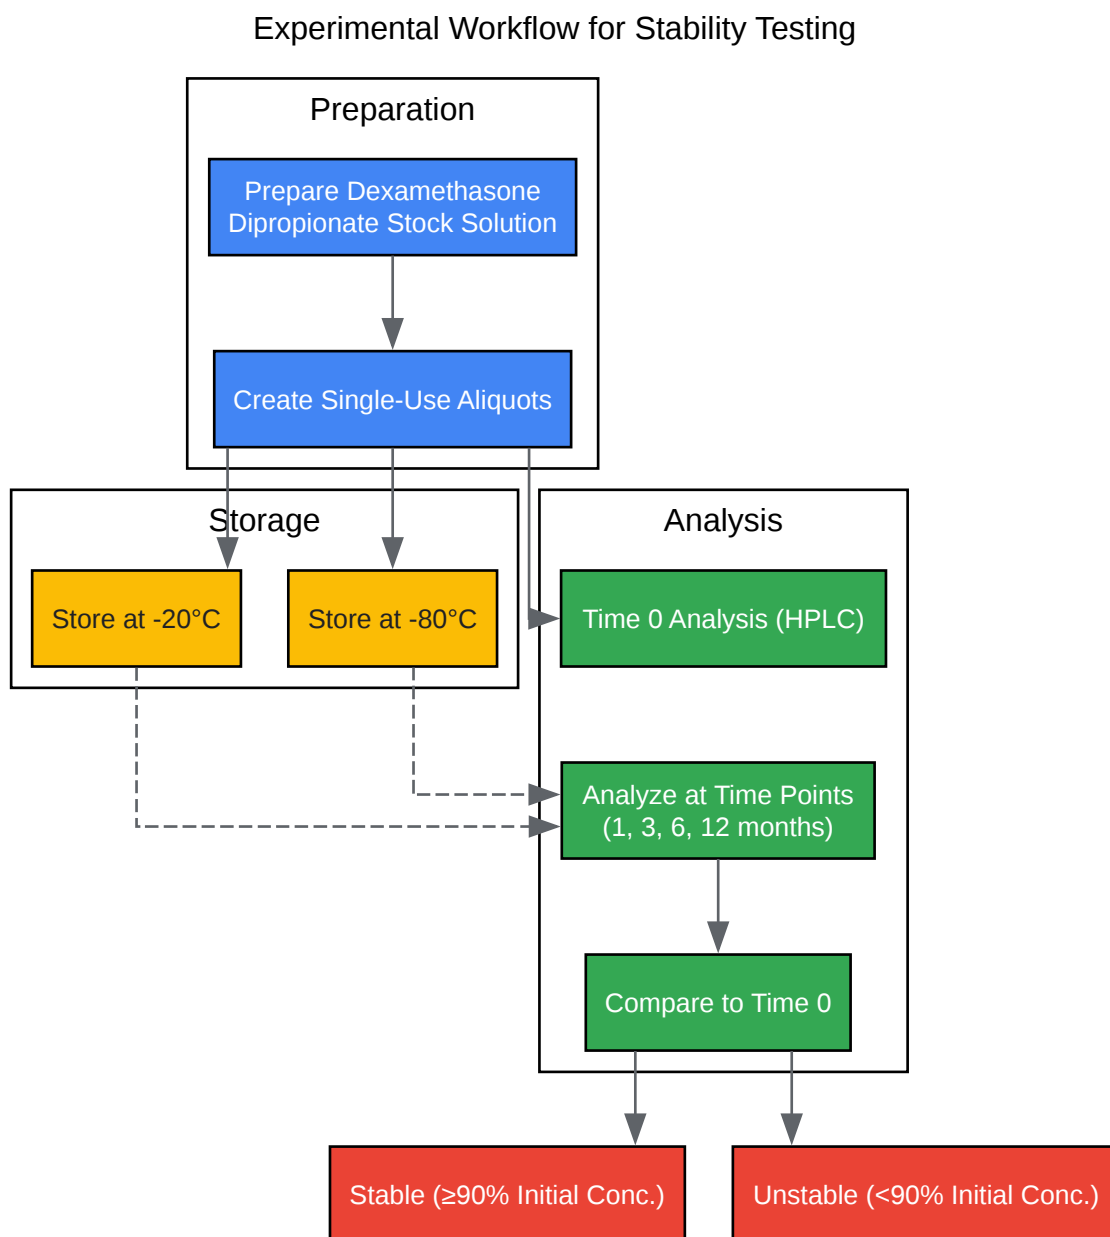 Experimental Workflow for Stability Testing
Preparation
Prepare Dexamethasone
Dipropionate Stock Solution
Create Single-Use Aliquots
Storage
Store at -20°C
Store at -80°C
Analysis
Time 0 Analysis (HPLC)
Analyze at Time Points
(1, 3, 6, 12 months)
Compare to Time 0
Stable (≥90% Initial Conc.)
Unstable (<90% Initial Conc.)